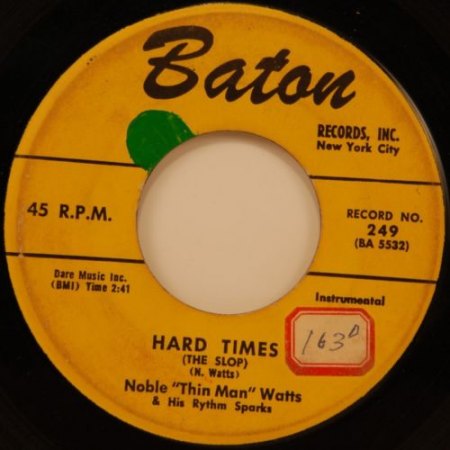 Baton
RECORDS, INC.
New York City
45 R.P.M.
RECORD NO.
249
(BA 5532)
Dare Music Inc.
(BMI) Time 2:41
Instrumental
163D
HARD TIMES
(THE SLOP)
(N. Watts)
Noble "Thin Man" Watts
& His Rythm Sparks